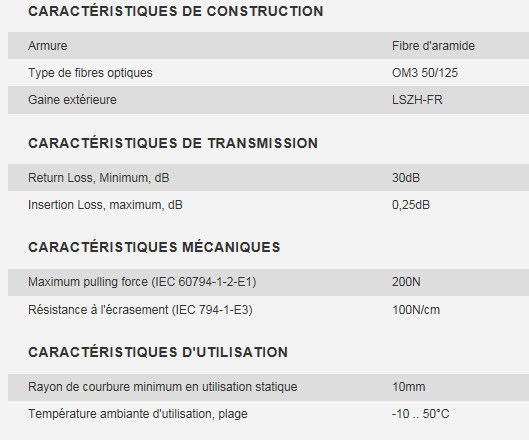 CARACTÉRISTIQUES DE CONSTRUCTION
Armure Fibre d'aramide
Type de fibres optiques OM3 50/125
Gaine extérieure LSZH-FR
CARACTÉRISTIQUES DE TRANSMISSION
Return Loss, Minimum, dB 30dB
Insertion Loss, maximum, dB 0,25dB
CARACTÉRISTIQUES MÉCANIQUES
Maximum pulling force (IEC 60794-1-2-E1) 200N
Résistance à l'écrasement (IEC 794-1-E3) 100N/cm
CARACTÉRISTIQUES D'UTILISATION
Rayon de courbure minimum en utilisation statique 10mm
Température ambiante d'utilisation, plage -10 .. 50°C